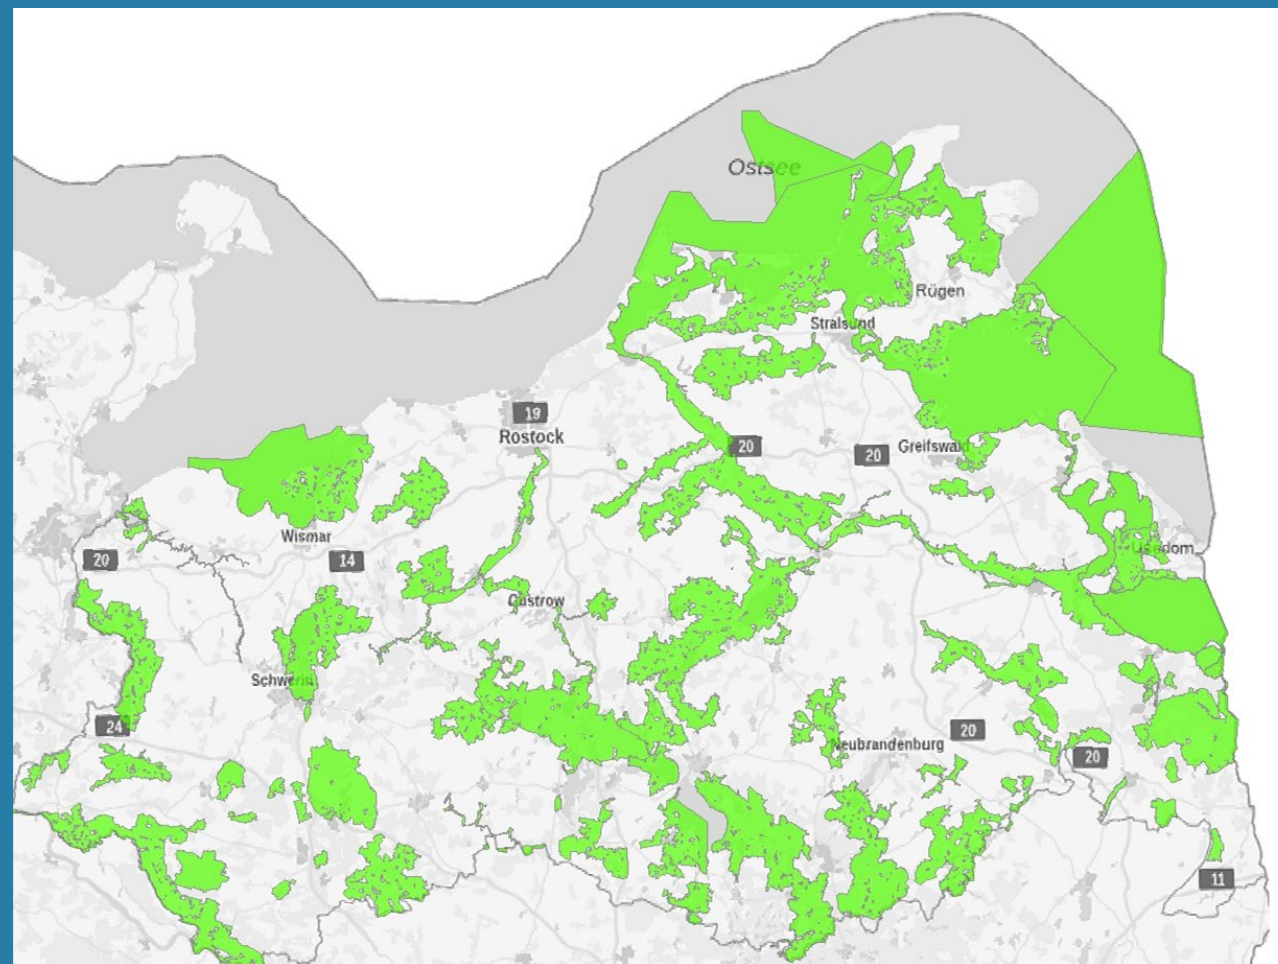 Ostsee
Rügen
Stralsund
19
Rostock
20
20
Greifswald
Wismar
20
14
Usedom
Güstrow
Schwerin
24
20
Neubrandenburg
20
11